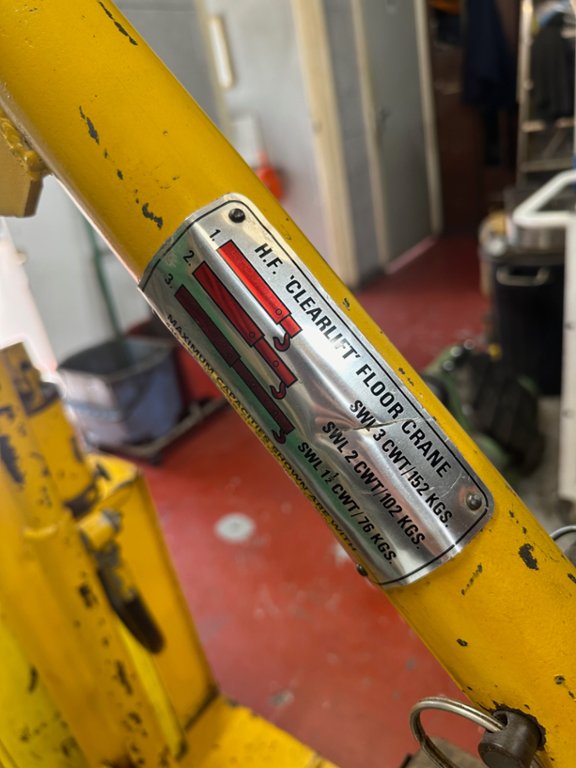 H.F. 'CLEARLIFT' FLOOR CRANE
1. SWL 3 CWT/152 KGS.
2. SWL 2 CWT/102 KGS.
3. SWL 1½ CWT/76 KGS.
MAXIMUM CAPACITIES SHOWN ARE WITH